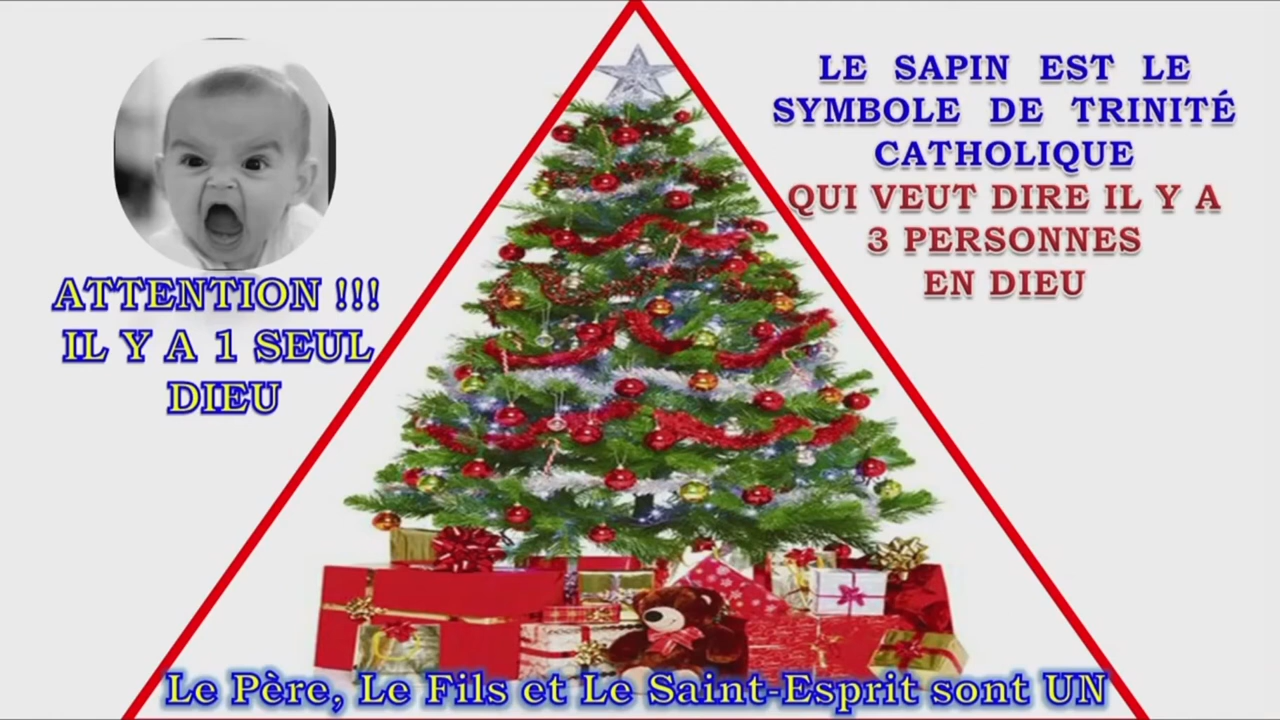 LE SAPIN EST LE
SYMBOLE DE TRINITÉ
CATHOLIQUE
QUI VEUT DIRE IL Y A
3 PERSONNES
EN DIEU
ATTENTION !!!
IL Y A 1 SEUL
DIEU
Le Père, Le Fils et Le Saint-Esprit sont UN